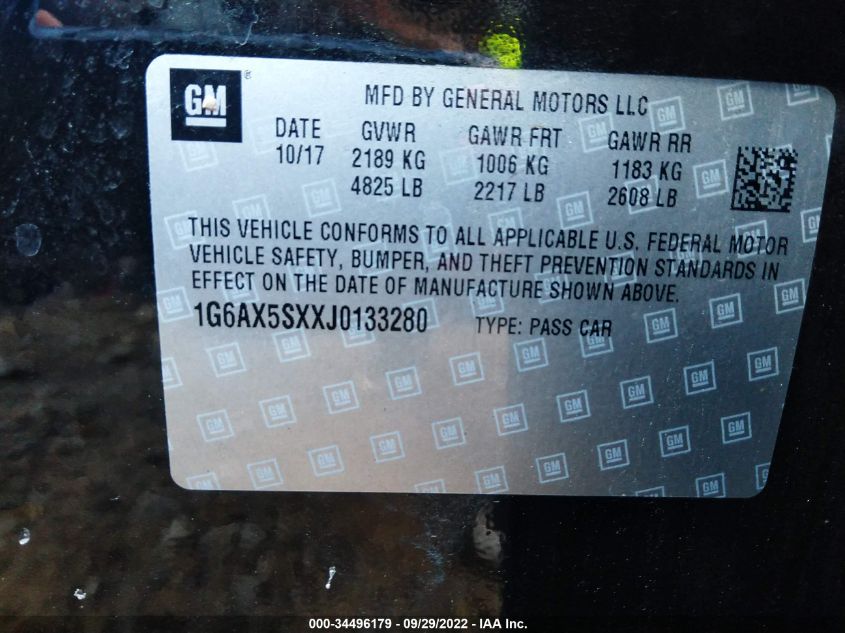 GM ®
MFD BY GENERAL MOTORS LLC
DATE GVWR GAWR FRT GAWR RR
10/17 2189 KG 1006 KG 1183 KG
4825 LB 2217 LB 2608 LB
THIS VEHICLE CONFORMS TO ALL APPLICABLE U.S. FEDERAL MOTOR
VEHICLE SAFETY, BUMPER, AND THEFT PREVENTION STANDARDS IN
EFFECT ON THE DATE OF MANUFACTURE SHOWN ABOVE.
1G6AX5SXXJ0133280 TYPE: PASS CAR
000-34496179 - 09/29/2022 - IAA Inc.